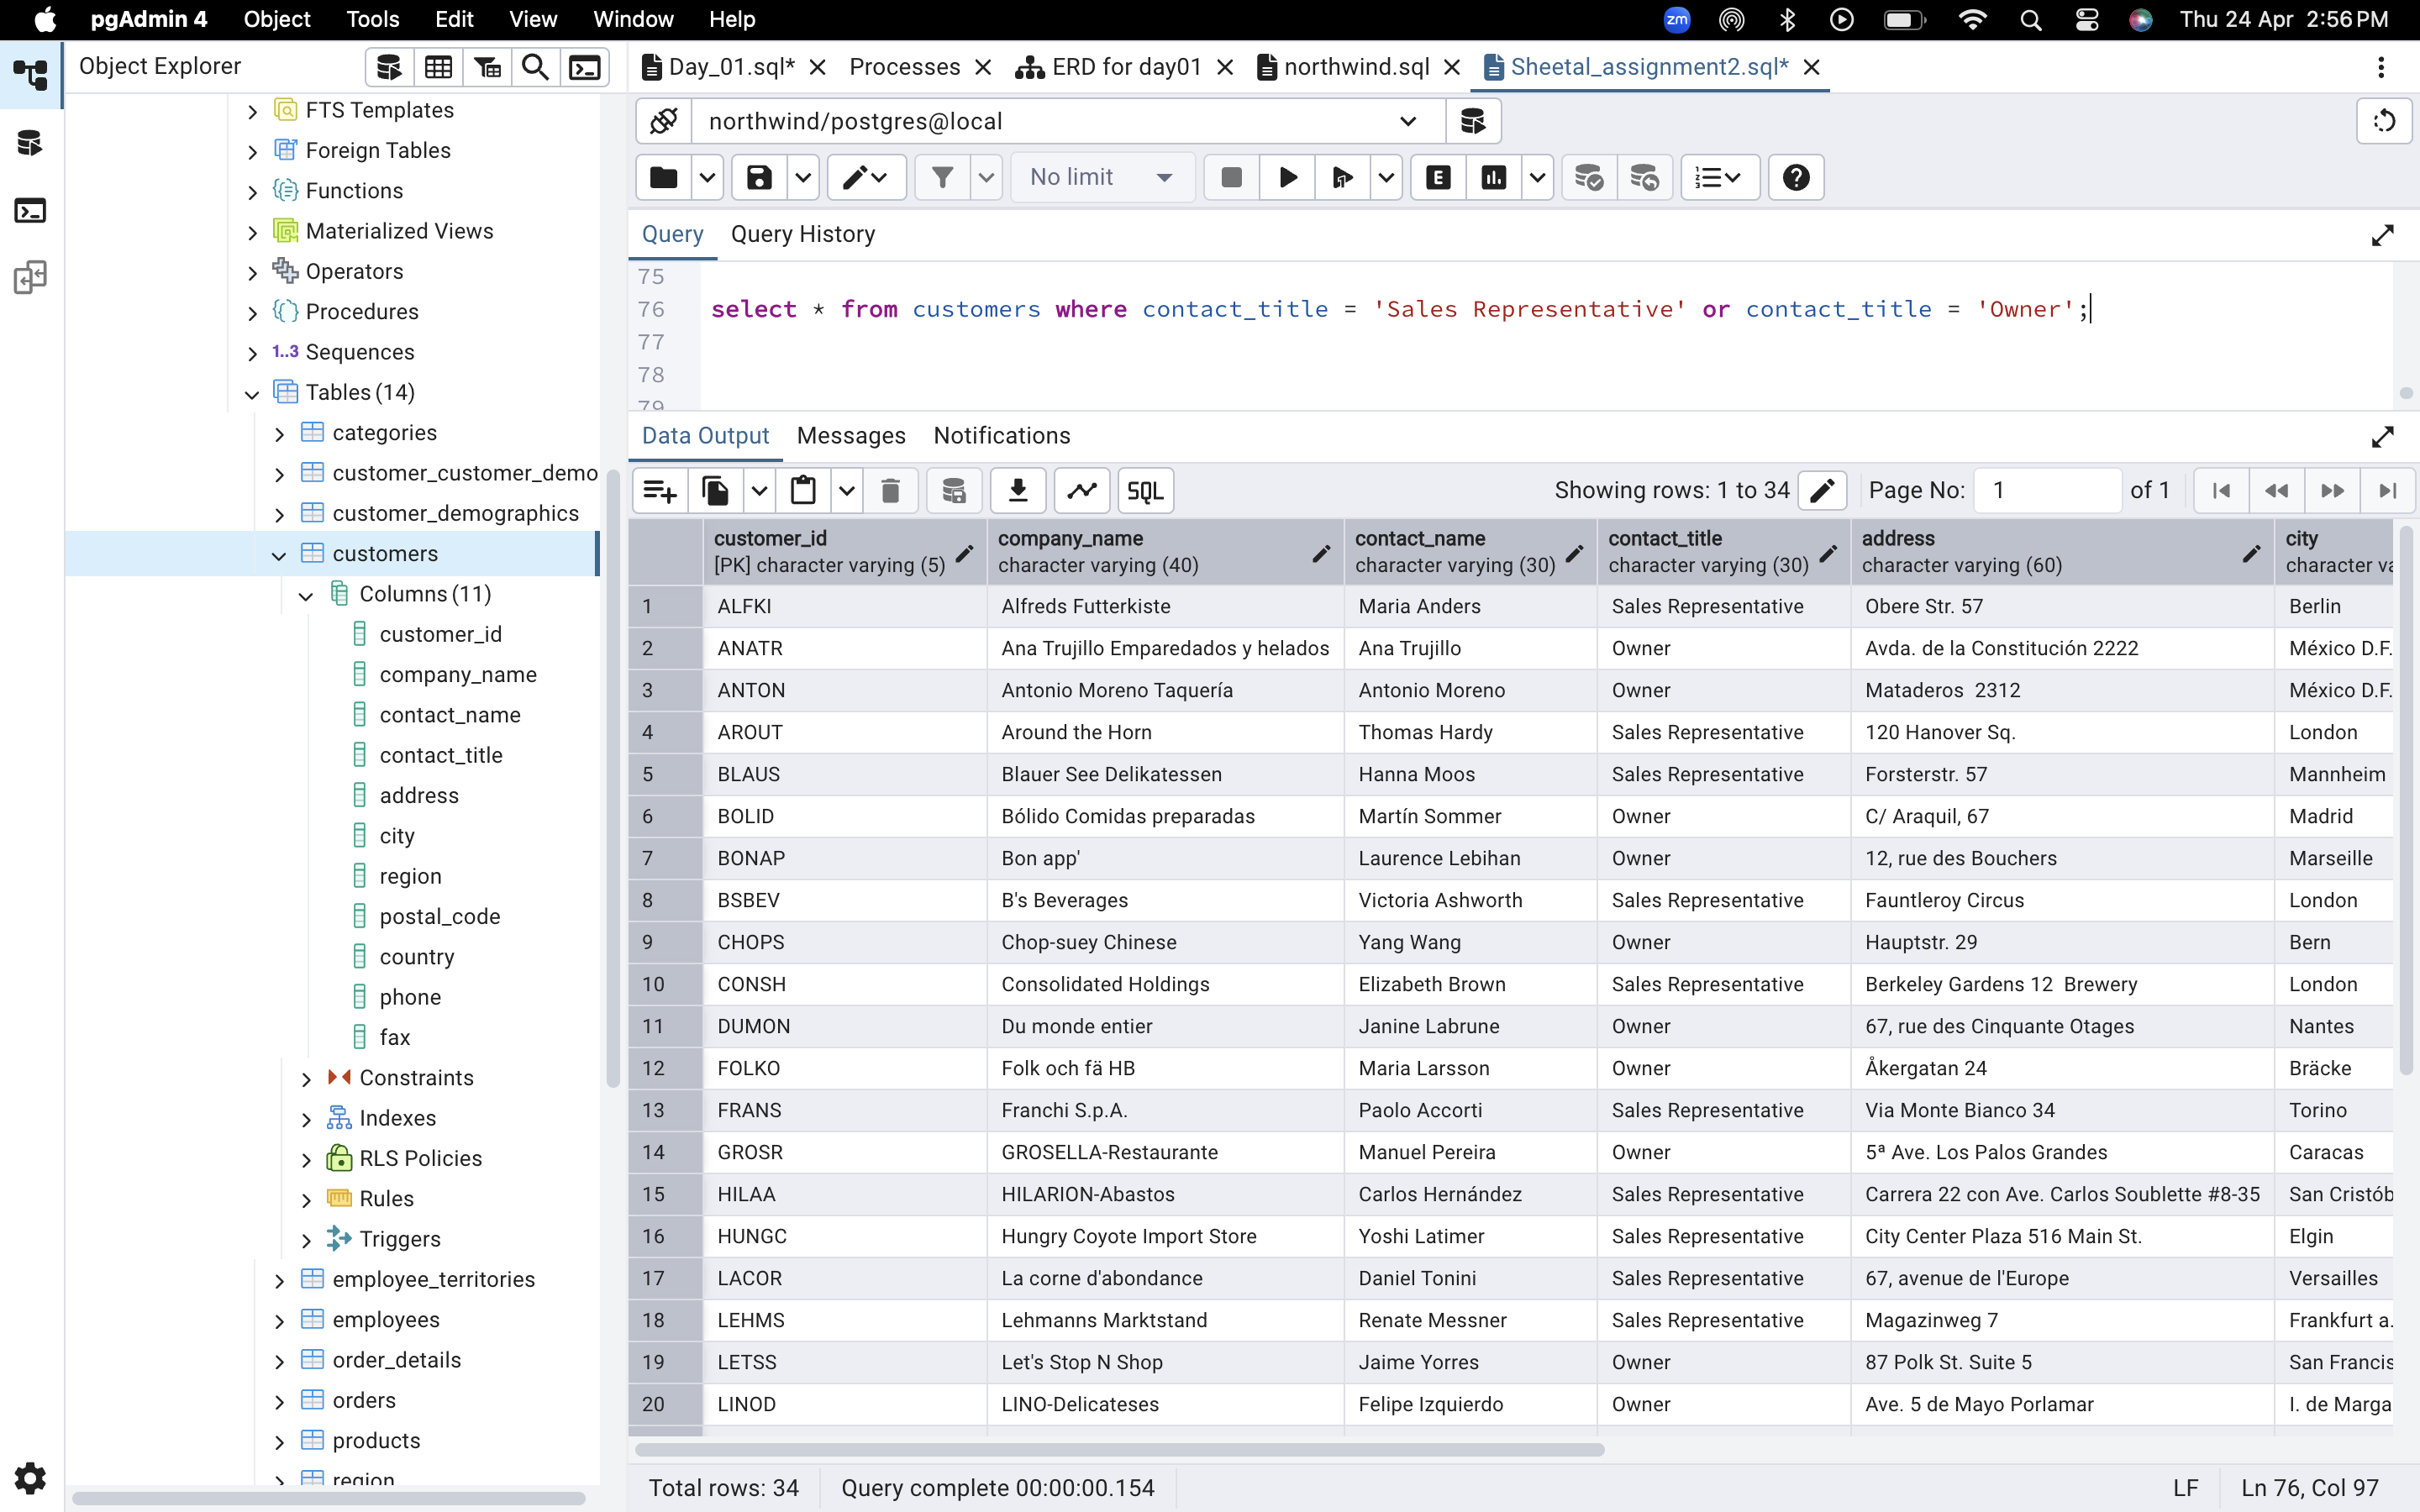 pgAdmin 4 Object Tools Edit View Window Help zm Thu 24 Apr 2:56 PM
Object Explorer
Day_01.sql* Processes ERD for day01 northwind.sql Sheetal_assignment2.sql*
FTS Templates
Foreign Tables
Functions
Materialized Views
Operators
Procedures
1..3 Sequences
Tables (14)
categories
customer_customer_demo
customer_demographics
customers
Columns (11)
customer_id
company_name
contact_name
contact_title
address
city
region
postal_code
country
phone
fax
Constraints
Indexes
RLS Policies
Rules
Triggers
employee_territories
employees
order_details
orders
products
region
northwind/postgres@local
No limit E
Query Query History
75
76 select * from customers where contact_title = 'Sales Representative' or contact_title = 'Owner';
77
78
79
Data Output Messages Notifications
SQL Showing rows: 1 to 34 Page No: 1 of 1
customer_id company_name contact_name contact_title address city
[PK] character varying (5) character varying (40) character varying (30) character varying (30) character varying (60) character va
1 ALFKI Alfreds Futterkiste Maria Anders Sales Representative Obere Str. 57 Berlin
2 ANATR Ana Trujillo Emparedados y helados Ana Trujillo Owner Avda. de la Constitución 2222 México D.F.
3 ANTON Antonio Moreno Taquería Antonio Moreno Owner Mataderos  2312 México D.F.
4 AROUT Around the Horn Thomas Hardy Sales Representative 120 Hanover Sq. London
5 BLAUS Blauer See Delikatessen Hanna Moos Sales Representative Forsterstr. 57 Mannheim
6 BOLID Bólido Comidas preparadas Martín Sommer Owner C/ Araquil, 67 Madrid
7 BONAP Bon app' Laurence Lebihan Owner 12, rue des Bouchers Marseille
8 BSBEV B's Beverages Victoria Ashworth Sales Representative Fauntleroy Circus London
9 CHOPS Chop-suey Chinese Yang Wang Owner Hauptstr. 29 Bern
10 CONSH Consolidated Holdings Elizabeth Brown Sales Representative Berkeley Gardens 12  Brewery London
11 DUMON Du monde entier Janine Labrune Owner 67, rue des Cinquante Otages Nantes
12 FOLKO Folk och fä HB Maria Larsson Owner Åkergatan 24 Bräcke
13 FRANS Franchi S.p.A. Paolo Accorti Sales Representative Via Monte Bianco 34 Torino
14 GROSR GROSELLA-Restaurante Manuel Pereira Owner 5ª Ave. Los Palos Grandes Caracas
15 HILAA HILARION-Abastos Carlos Hernández Sales Representative Carrera 22 con Ave. Carlos Soublette #8-35 San Cristób
16 HUNGC Hungry Coyote Import Store Yoshi Latimer Sales Representative City Center Plaza 516 Main St. Elgin
17 LACOR La corne d'abondance Daniel Tonini Sales Representative 67, avenue de l'Europe Versailles
18 LEHMS Lehmanns Marktstand Renate Messner Sales Representative Magazinweg 7 Frankfurt a.
19 LETSS Let's Stop N Shop Jaime Yorres Owner 87 Polk St. Suite 5 San Francis
20 LINOD LINO-Delicateses Felipe Izquierdo Owner Ave. 5 de Mayo Porlamar I. de Marga
Total rows: 34 Query complete 00:00:00.154 LF Ln 76, Col 97